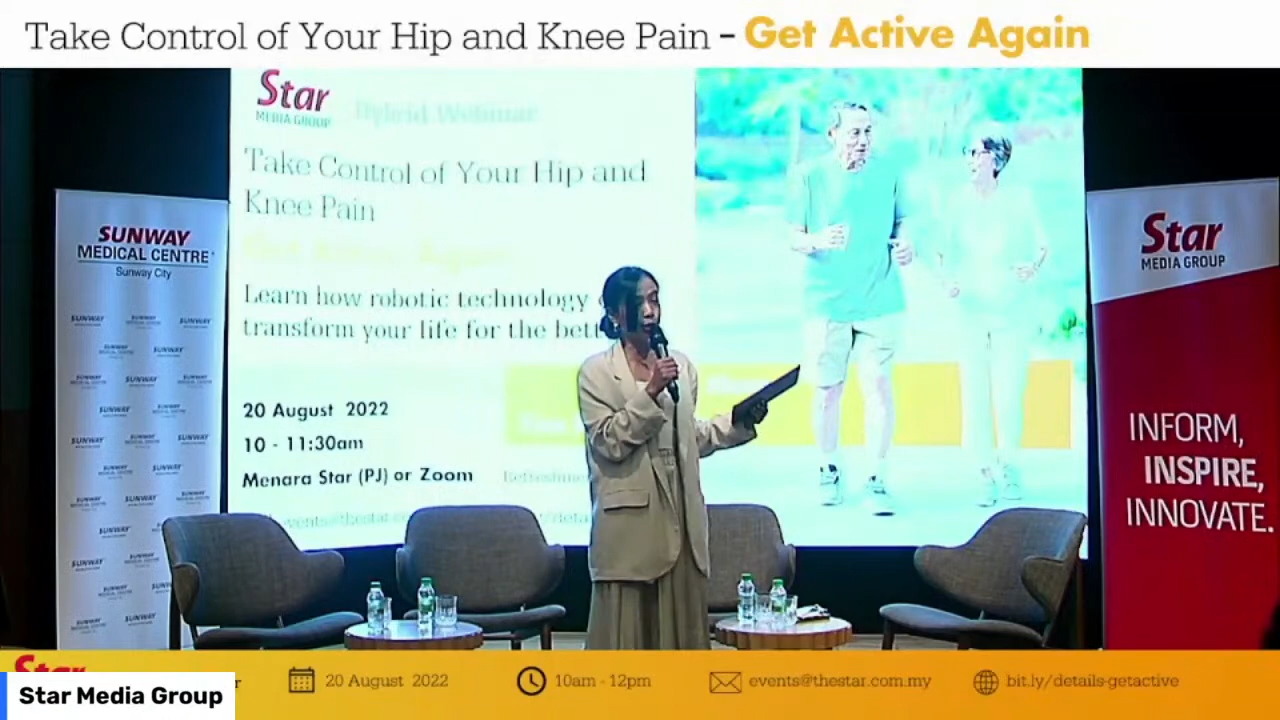 Take Control of Your Hip and Knee Pain – Get Active Again
Star
MEDIA GROUP
Hybrid Webinar
Take Control of Your Hip and
Knee Pain
Learn how robotic technology
transform your life for the
20 August 2022
10 - 11:30am
Menara Star (PJ) or Zoom
SUNWAY
MEDICAL CENTRE
Sunway City
Star
MEDIA GROUP
INFORM,
INSPIRE,
INNOVATE.
Star
20 August 2022
10am - 12pm
events@thestar.com.my
bit.ly/details-getactive
Star Media Group